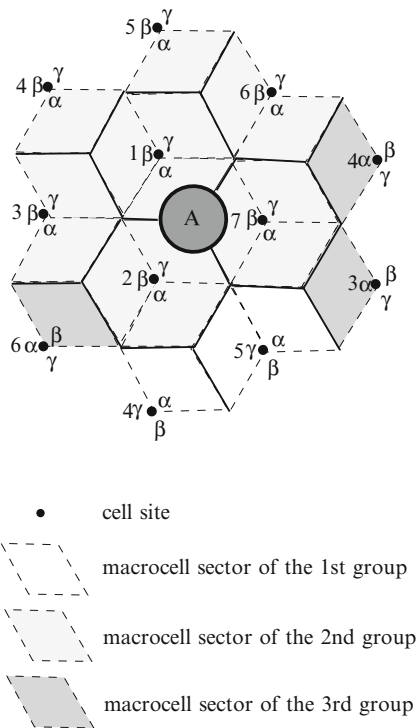 5 β γ α
4 β γ α
6 β γ α
1 β γ α
4 α β γ
A
3 β γ α
7 β γ α
2 β γ α
3 α β γ
6 α β γ
5 γ α β
4 γ α β
cell site
macrocell sector of the 1st group
macrocell sector of the 2nd group
macrocell sector of the 3rd group